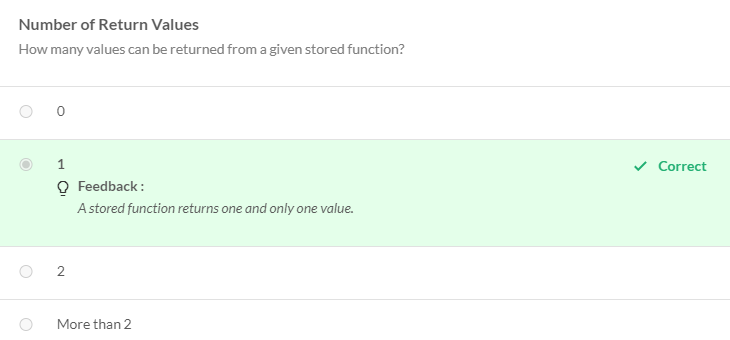 Number of Return Values
How many values can be returned from a given stored function?
0
1
Correct
Feedback :
A stored function returns one and only one value.
2
More than 2